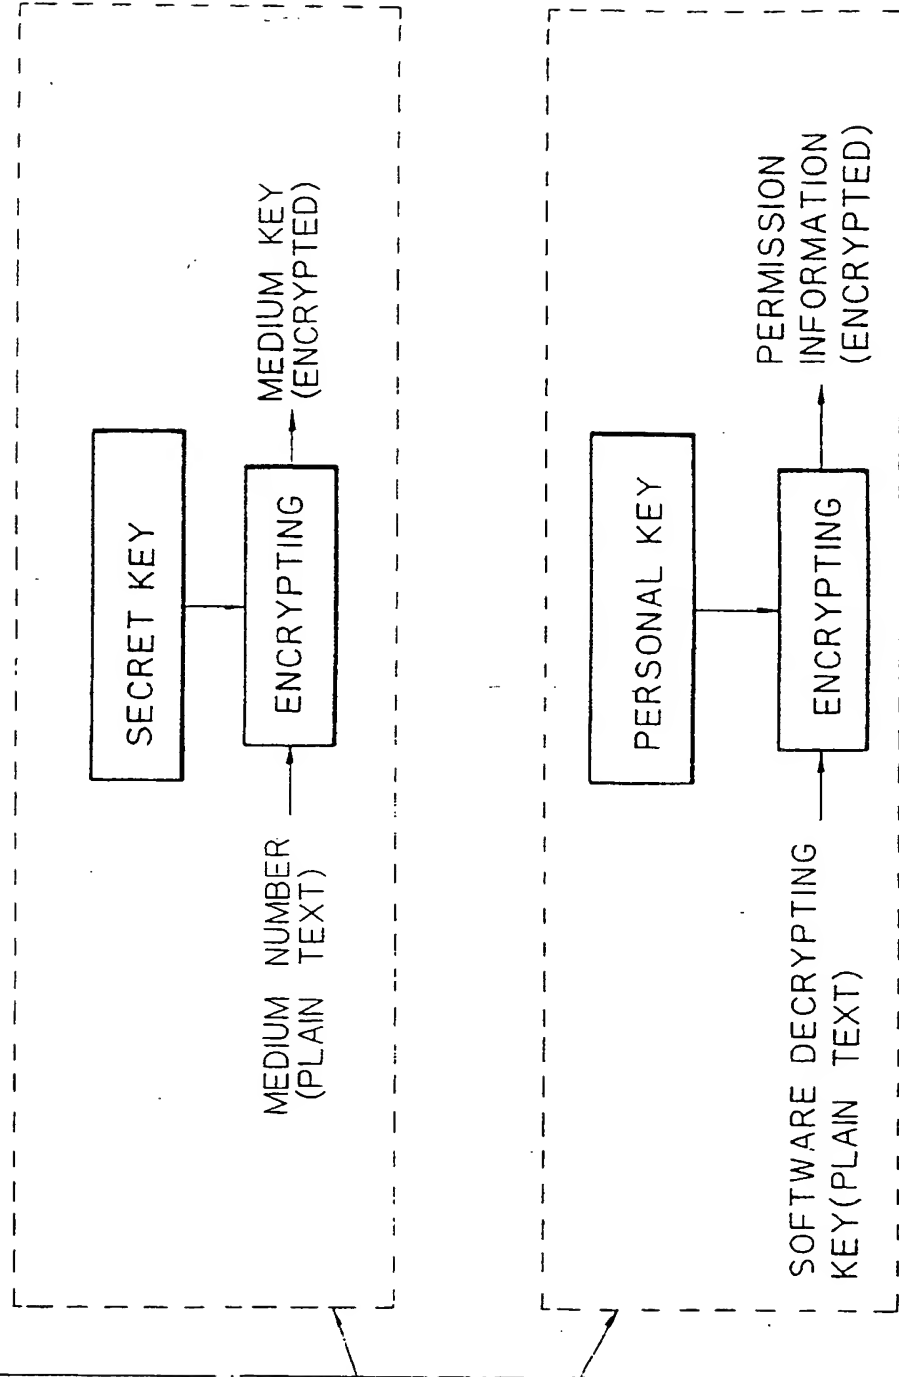 SECRET KEY
MEDIUM NUMBER
(PLAIN TEXT)
ENCRYPTING
MEDIUM KEY
(ENCRYPTED)
PERSONAL KEY
SOFTWARE DECRYPTING
KEY(PLAIN TEXT)
ENCRYPTING
PERMISSION
INFORMATION
(ENCRYPTED)